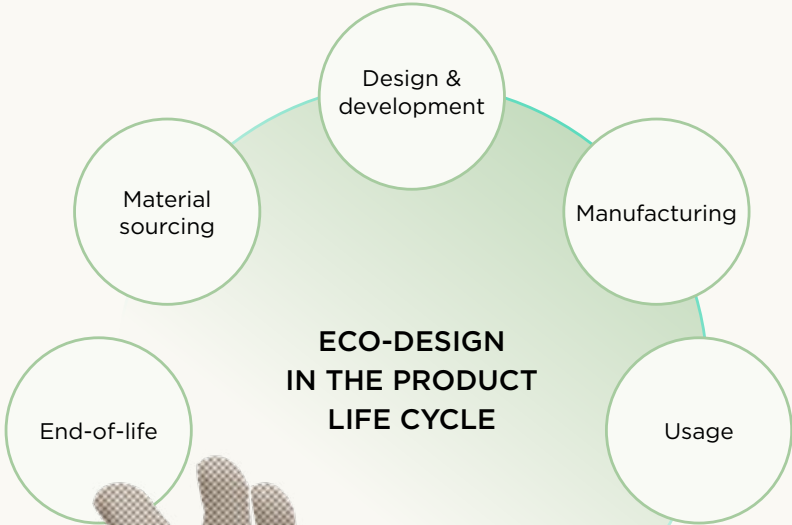 Design &
development
Material
sourcing
Manufacturing
ECO-DESIGN
IN THE PRODUCT
LIFE CYCLE
End-of-life
Usage